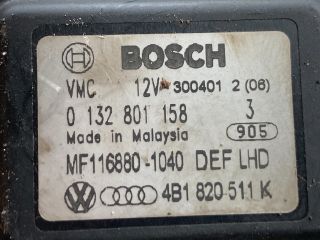 BOSCH
VMC 12V 300401 2 (06)
0 132 801 158 3
Made in Malaysia 905
MF116880-1040 DEF LHD
4B1 820 511 K